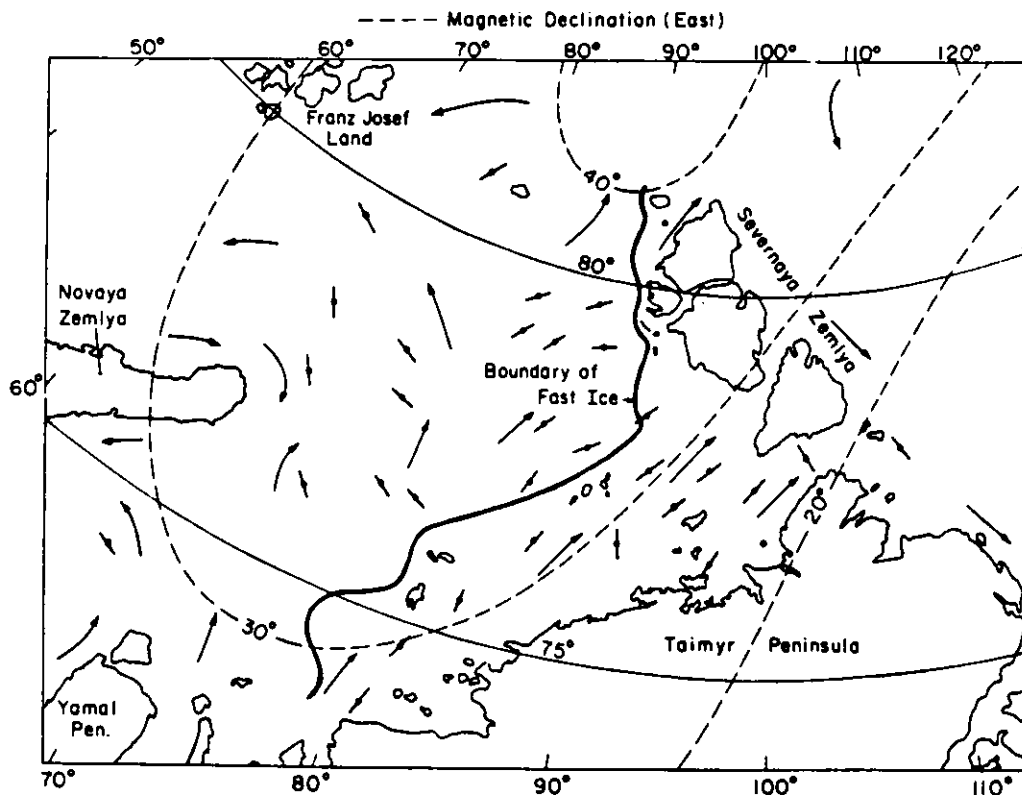 Magnetic Declination (East)
50° 60° 70° 80° 90° 100° 110° 120°
Franz Josef
Land
40°
Severnaya
Zemlya
80°
Novaya
Zemlya
60°
Boundary of
Fast Ice
20°
30°
75°
Taimyr Peninsula
Yamal
Pen.
70° 80° 90° 100° 110°